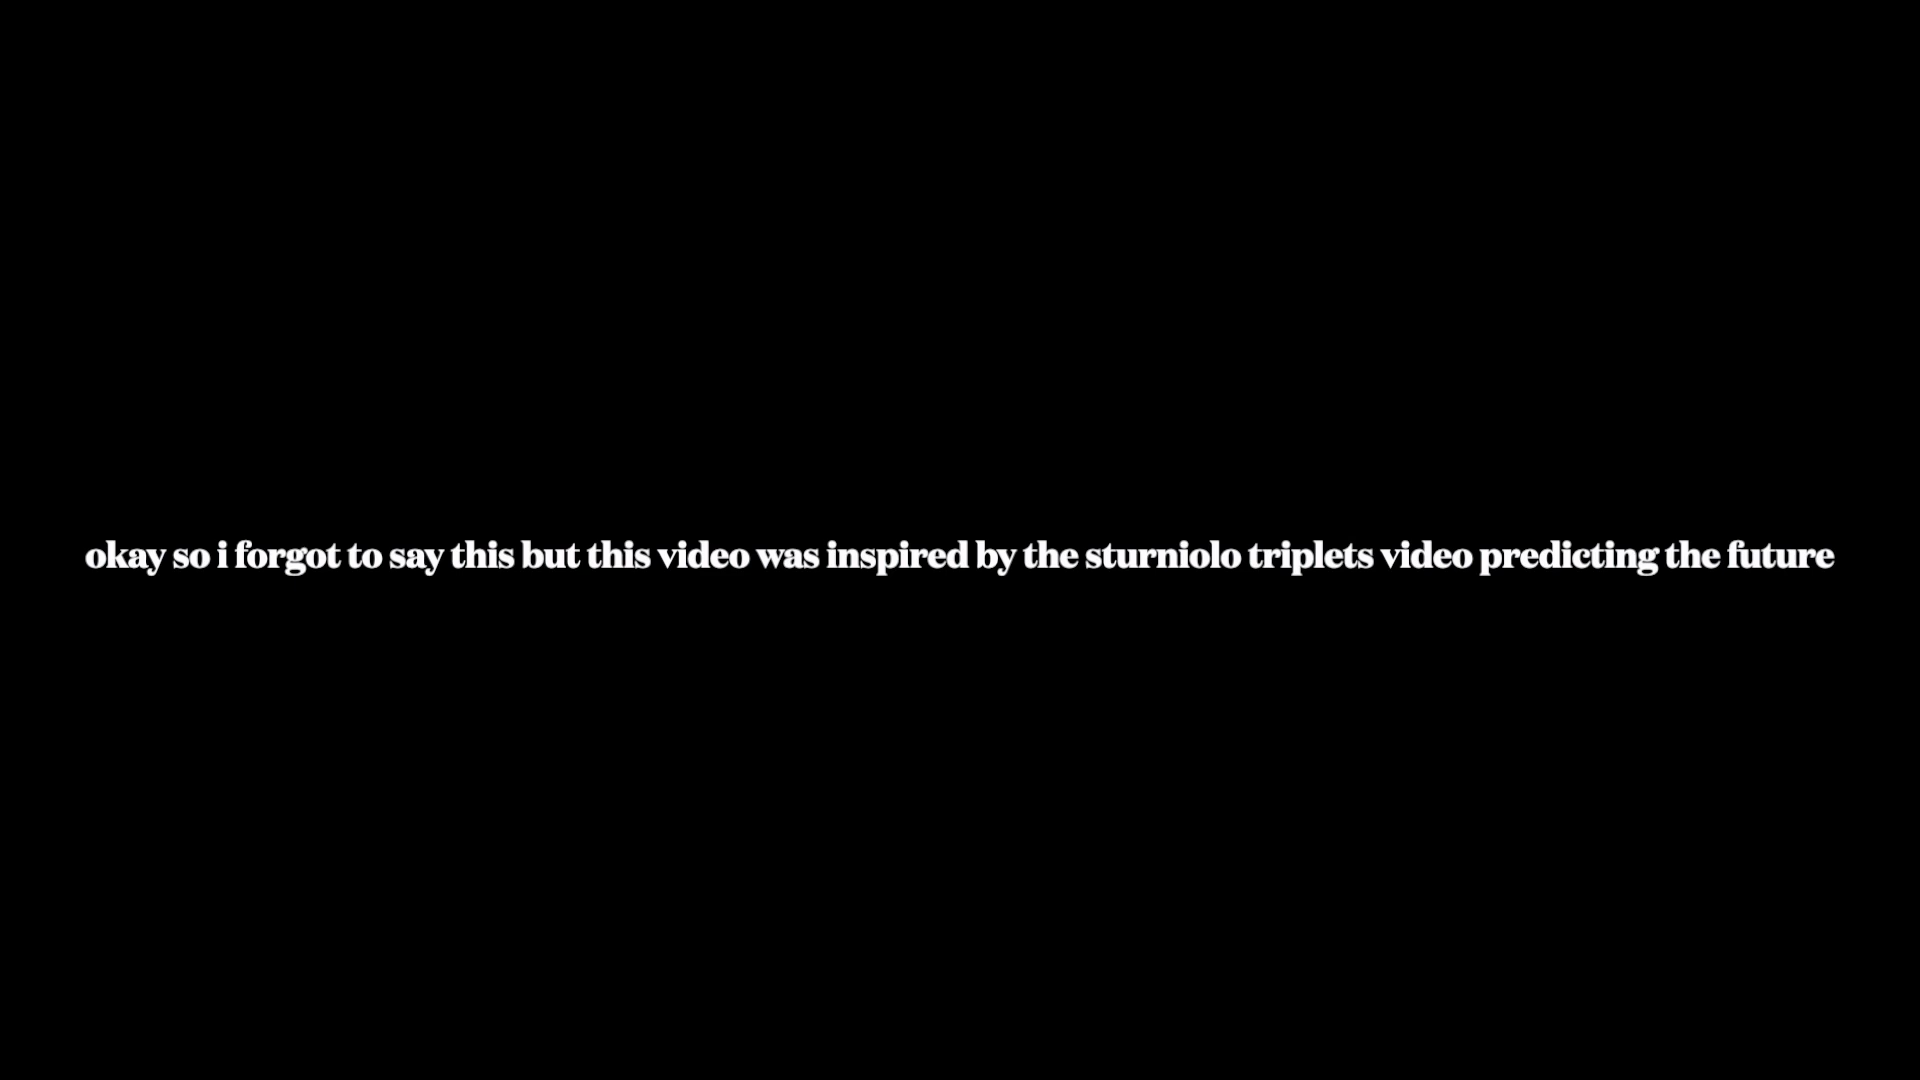 okay so i forgot to say this but this video was inspired by the sturniolo triplets video predicting the future